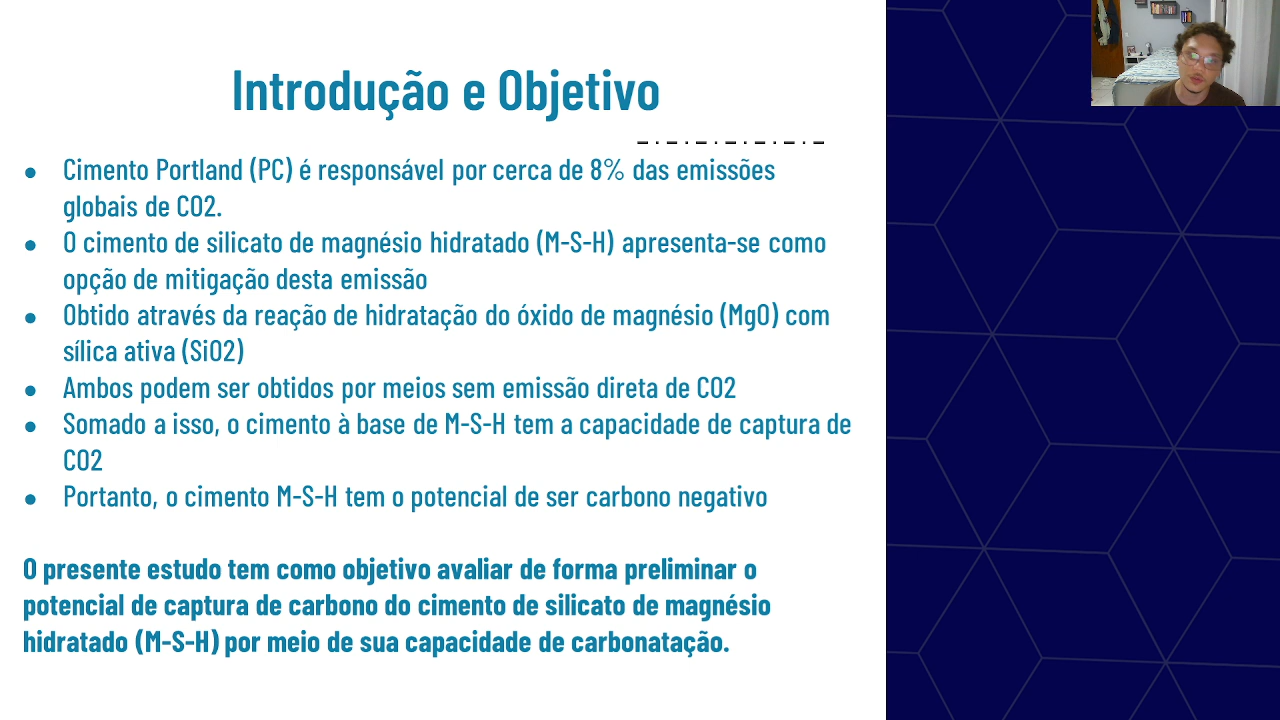 Introdução e Objetivo
● Cimento Portland (PC) é responsável por cerca de 8% das emissões
globais de CO2.
● O cimento de silicato de magnésio hidratado (M-S-H) apresenta-se como
opção de mitigação desta emissão
● Obtido através da reação de hidratação do óxido de magnésio (MgO) com
sílica ativa (SiO2)
● Ambos podem ser obtidos por meios sem emissão direta de CO2
● Somado a isso, o cimento à base de M-S-H tem a capacidade de captura de
CO2
● Portanto, o cimento M-S-H tem o potencial de ser carbono negativo
O presente estudo tem como objetivo avaliar de forma preliminar o
potencial de captura de carbono do cimento de silicato de magnésio
hidratado (M-S-H) por meio de sua capacidade de carbonatação.